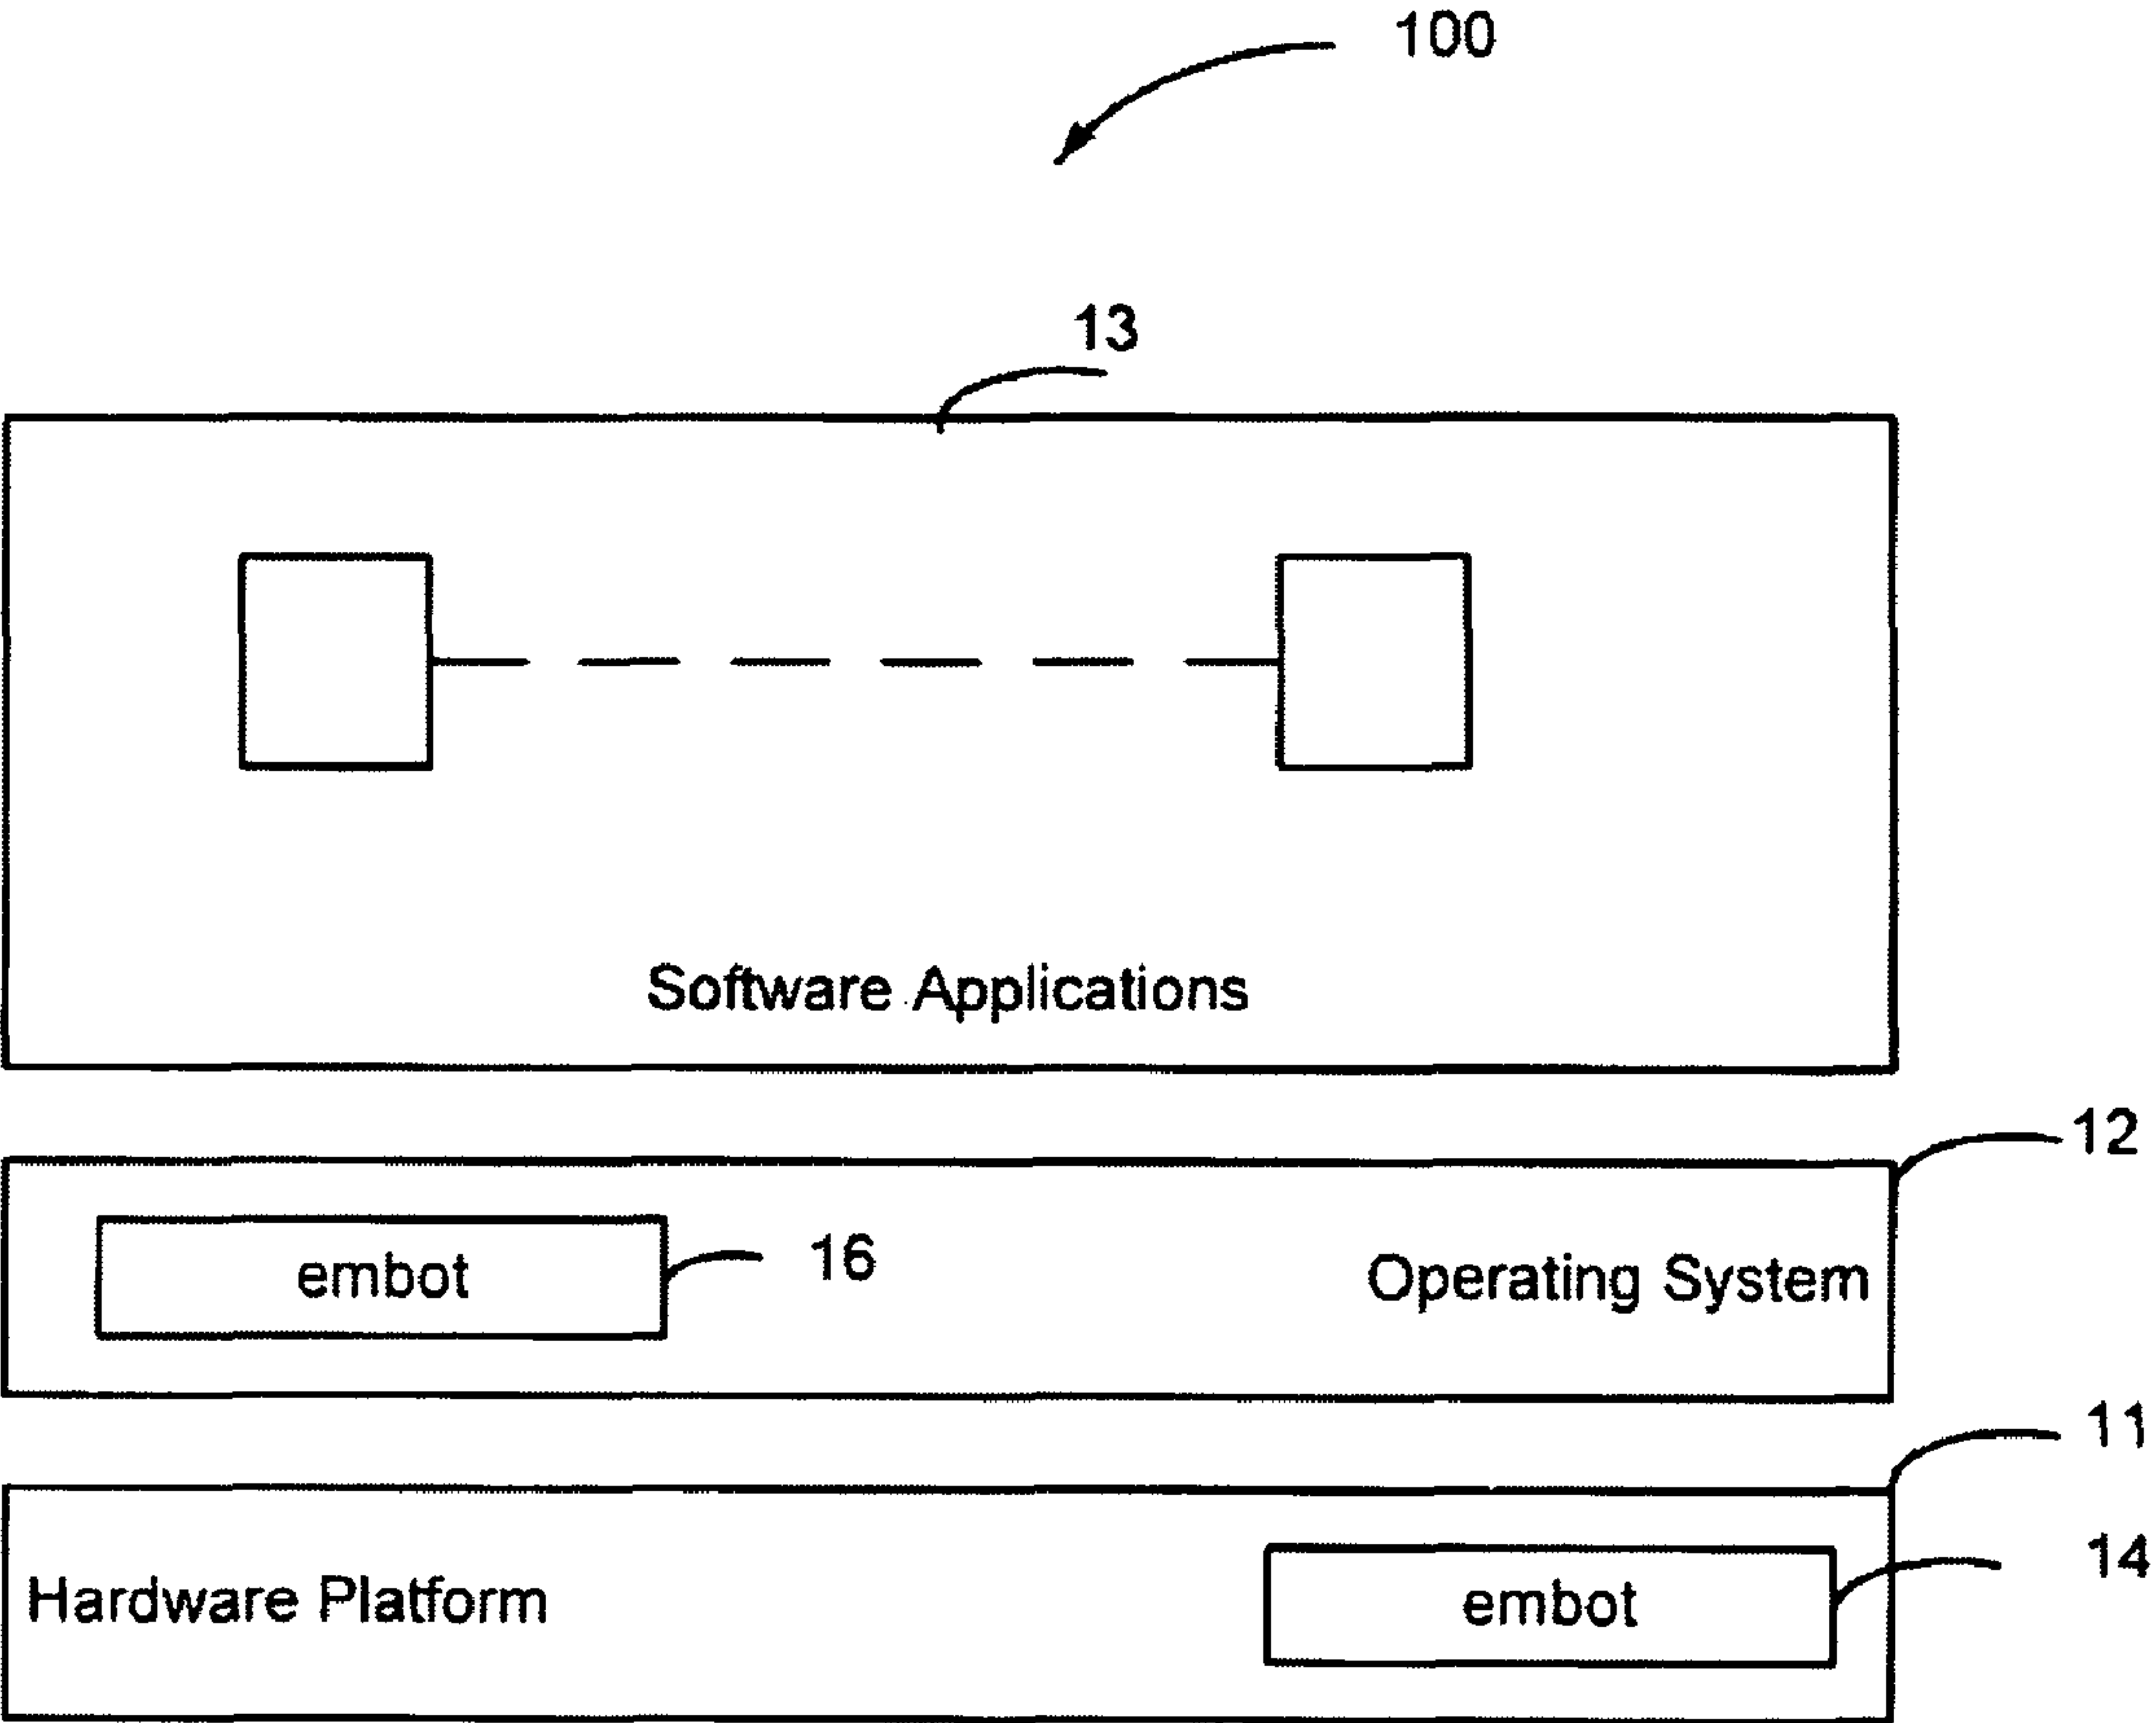 100
13
Software Applications
12
embot
16
Operating System
11
14
Hardware Platform
embot